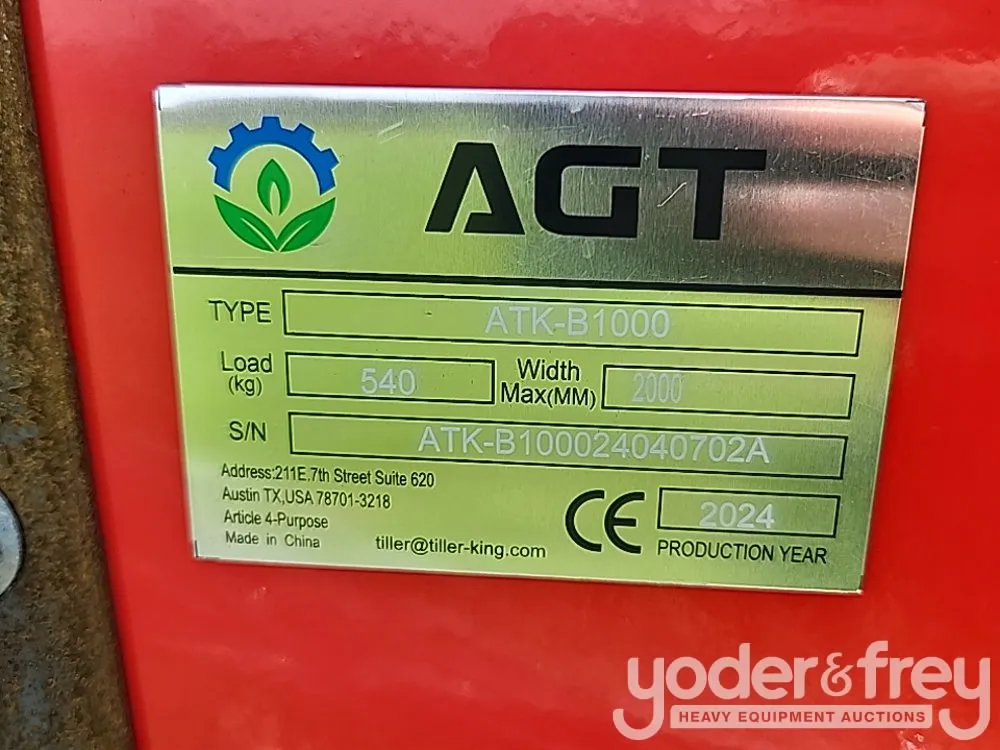 AGT
TYPE ATK-B1000
Load (kg) 540 Width Max(MM) 2000
S/N ATK-B100024040702A
Address:211E.7th Street Suite 620
Austin TX,USA 78701-3218
Article 4-Purpose
Made in China tiller@tiller-king.com
CE 2024
PRODUCTION YEAR
yoder&frey
HEAVY EQUIPMENT AUCTIONS